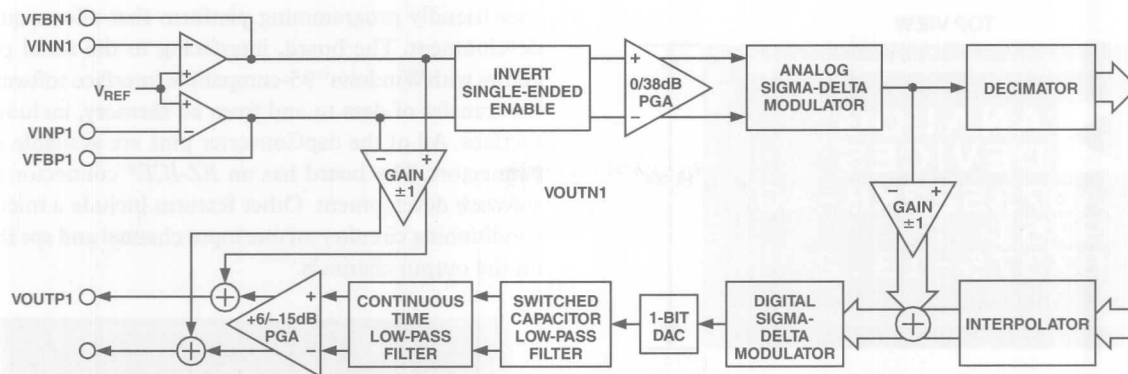 VFBN1
VINN1
VREF
VINP1
VFBP1
INVERT
SINGLE-ENDED
ENABLE
0/38dB
PGA
ANALOG
SIGMA-DELTA
MODULATOR
DECIMATOR
GAIN
±1
VOUTN1
GAIN
±1
VOUTP1
+6/–15dB
PGA
CONTINUOUS
TIME
LOW-PASS
FILTER
SWITCHED
CAPACITOR
LOW-PASS
FILTER
1-BIT
DAC
DIGITAL
SIGMA-
DELTA
MODULATOR
INTERPOLATOR